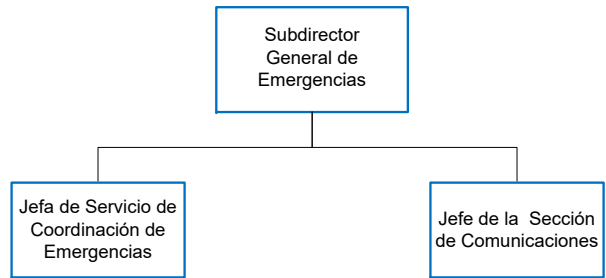 Subdirector
General de
Emergencias
Jefa de Servicio de
Coordinación de
Emergencias
Jefe de la Sección
de Comunicaciones